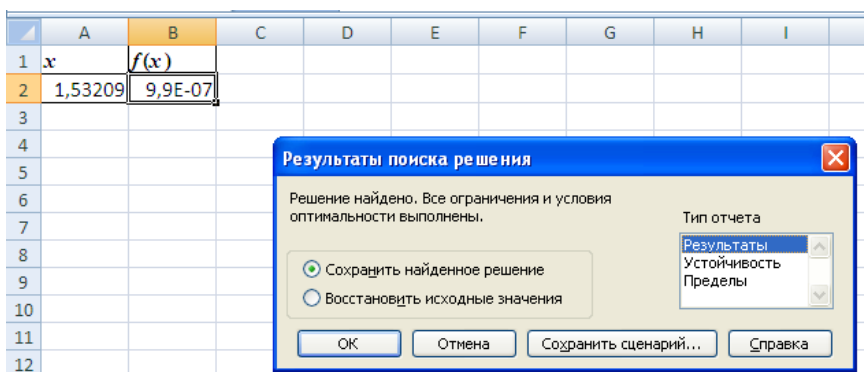 A B C D E F G H I
1 x f(x)
2 1,53209 9,9E-07
3
4
5
6
7
8
9
10
11
12
Результаты поиска решения
Решение найдено. Все ограничения и условия
оптимальности выполнены.
Тип отчета
Результаты
Устойчивость
Пределы
Сохранить найденное решение
Восстановить исходные значения
ОК Отмена Сохранить сценарий... Справка